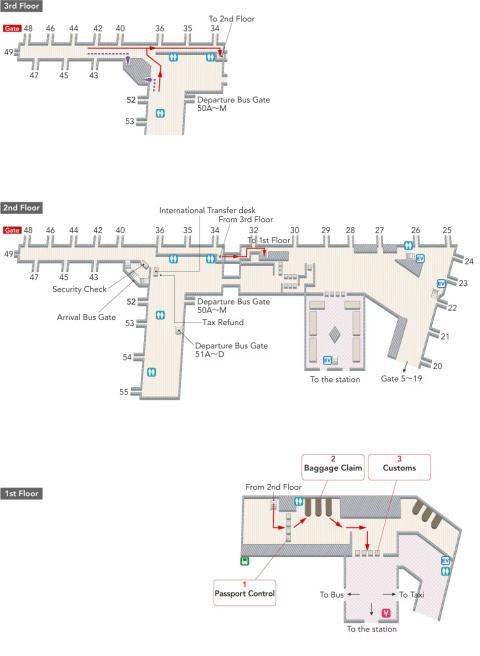 3rd Floor
To 2nd Floor
Gate 48 46 44 42 40 36 35 34
49
47 45 43
52 Departure Bus Gate
50A～M
53
2nd Floor
International Transfer desk
From 3rd Floor
Gate 48 46 44 42 40 36 35 34 32 To 1st Floor 30 29 28 27 26 25
49
24
47 45 43
Security Check
23
52 Departure Bus Gate
50A～M
22
Arrival Bus Gate
53 Tax Refund
21
Departure Bus Gate
51A～D
54
20
55
To the station
Gate 5～19
EV
EV
EV
1st Floor
2
Baggage Claim
3
Customs
From 2nd Floor
1
Passport Control
EV
To Bus
To Taxi
¥
To the station